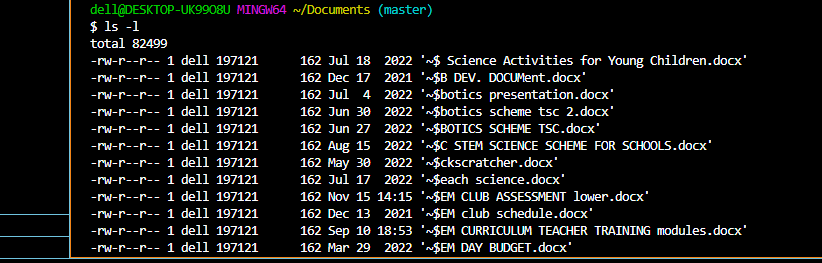 dell@DESKTOP-UK9908U MINGW64 ~/Documents (master)
$ ls -l
total 82499
-rw-r--r-- 1 dell 197121      162 Jul 18  2022 '~$ Science Activities for Young Children.docx'
-rw-r--r-- 1 dell 197121      162 Dec 17  2021 '~$B DEV. DOCUMent.docx'
-rw-r--r-- 1 dell 197121      162 Jul  4  2022 '~$botics presentation.docx'
-rw-r--r-- 1 dell 197121      162 Jun 30  2022 '~$botics scheme tsc 2.docx'
-rw-r--r-- 1 dell 197121      162 Jun 27  2022 '~$BOTICS SCHEME TSC.docx'
-rw-r--r-- 1 dell 197121      162 Aug 15  2022 '~$C STEM SCIENCE SCHEME FOR SCHOOLS.docx'
-rw-r--r-- 1 dell 197121      162 May 30  2022 '~$ckscratcher.docx'
-rw-r--r-- 1 dell 197121      162 Jul 17  2022 '~$each science.docx'
-rw-r--r-- 1 dell 197121      162 Nov 15 14:15 '~$EM CLUB ASSESSMENT lower.docx'
-rw-r--r-- 1 dell 197121      162 Dec 13  2021 '~$EM club schedule.docx'
-rw-r--r-- 1 dell 197121      162 Sep 10 18:53 '~$EM CURRICULUM TEACHER TRAINING modules.docx'
-rw-r--r-- 1 dell 197121      162 Mar 29  2022 '~$EM DAY BUDGET.docx'